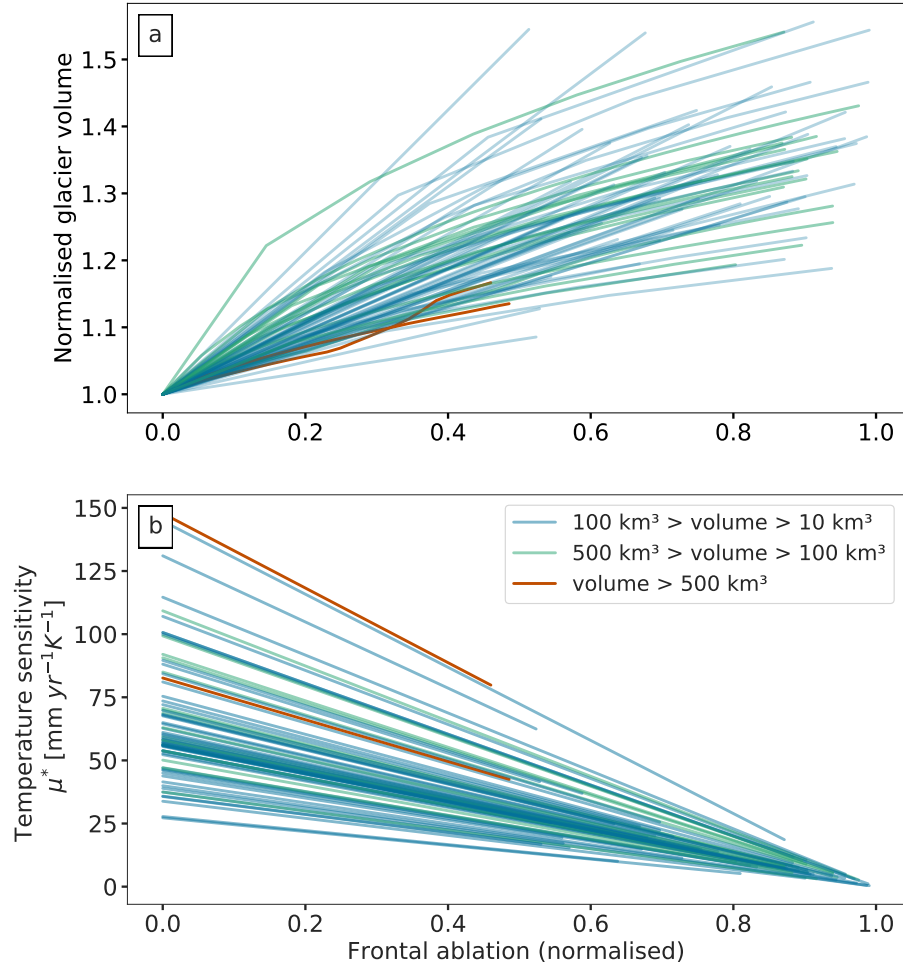 a
Normalised glacier volume
1.5
1.4
1.3
1.2
1.1
1.0
0.0 0.2 0.4 0.6 0.8 1.0
b
Temperature sensitivity
μ* [mm yr⁻¹K⁻¹]
150
125
100
75
50
25
0
100 km³ > volume > 10 km³
500 km³ > volume > 100 km³
volume > 500 km³
0.0 0.2 0.4 0.6 0.8 1.0
Frontal ablation (normalised)